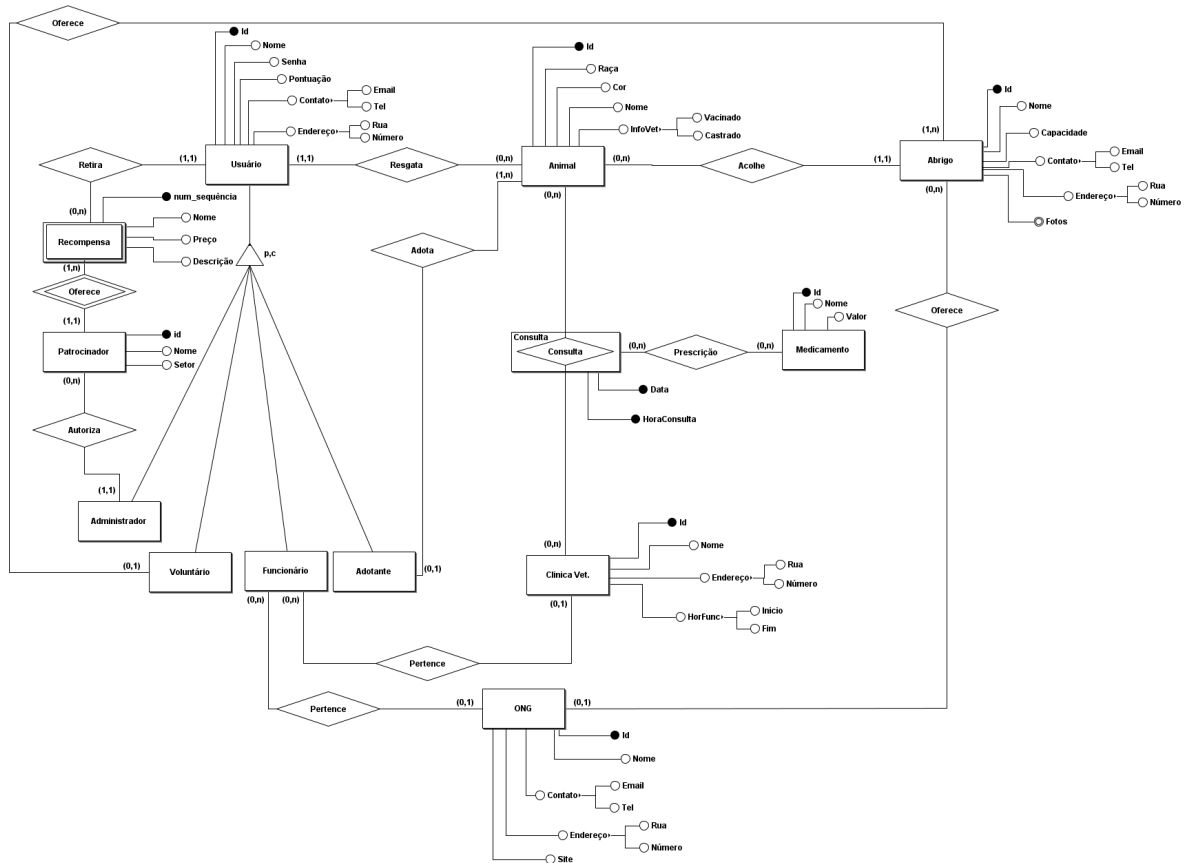 Oferece
Id
Nome
Senha
Pontuação
Contato
Email
Tel
Endereço
Rua
Número
Id
Raça
Cor
Nome
InfoVet
Vacinado
Castrado
Id
Nome
Capacidade
Contato
Email
Tel
Endereço
Rua
Número
Fotos
Retira
(1,1)
Usuário
(1,1)
Resgata
(0,n)
Animal
(0,n)
Acolhe
(1,1)
Abrigo
(1,n)
(0,n)
(1,n)
(0,n)
(0,n)
num_sequência
Recompensa
Nome
Preço
Descrição
(1,n)
p,c
Adota
Oferece
(1,1)
Patrocinador
id
Nome
Setor
(0,n)
Oferece
Id
Nome
Valor
Consulta
Consulta
(0,n)
Prescrição
(0,n)
Medicamento
Data
HoraConsulta
Autoriza
(1,1)
Administrador
(0,1)
Voluntário
Funcionário
Adotante
(0,1)
(0,n)
(0,n)
(0,n)
Clínica Vet.
(0,1)
Id
Nome
Endereço
Rua
Número
HorFunc
Inicio
Fim
Pertence
Pertence
(0,1)
ONG
(0,1)
Id
Nome
Contato
Email
Tel
Endereço
Rua
Número
Site